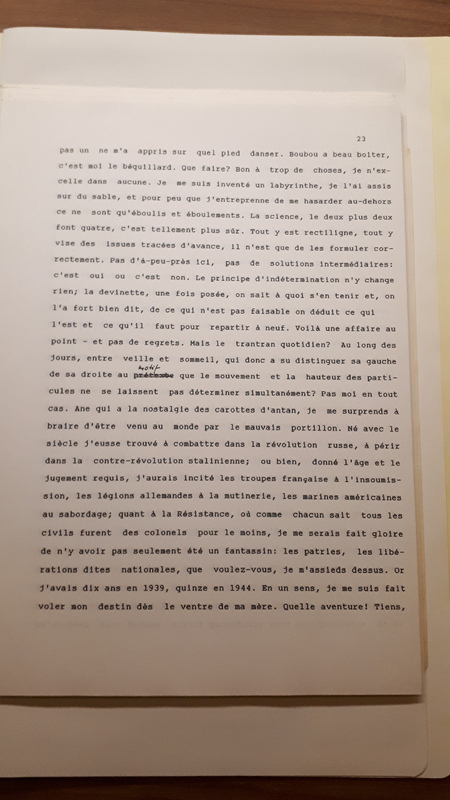 23
pas un ne m'a appris sur quel pied danser. Boubou a beau boiter,
c'est moi le béquillard. Que faire? Bon à trop de choses, je n'ex-
celle dans aucune. Je me suis inventé un labyrinthe, je l'ai assis
sur du sable, et pour peu que j'entreprenne de me hasarder au-dehors
ce ne sont qu'éboulis et éboulements. La science, le deux plus deux
font quatre, c'est tellement plus sûr. Tout y est rectiligne, tout y
vise des issues tracées d'avance, il n'est que de les formuler cor-
rectement. Pas d'à-peu-près ici, pas de solutions intermédiaires:
c'est oui ou c'est non. Le principe d'indétermination n'y change
rien; la devinette, une fois posée, on sait à quoi s'en tenir et, on
l'a fort bien dit, de ce qui n'est pas faisable on déduit ce qui
l'est et ce qu'il faut pour repartir à neuf. Voilà une affaire au
point - et pas de regrets. Mais le trantran quotidien? Au long des
jours, entre veille et sommeil, qui donc a su distinguer sa gauche
motif
de sa droite au prétexte que le mouvement et la hauteur des parti-
cules ne se laissent pas déterminer simultanément? Pas moi en tout
cas. Ane qui a la nostalgie des carottes d'antan, je me surprends à
braire d'être venu au monde par le mauvais portillon. Né avec le
siècle j'eusse trouvé à combattre dans la révolution russe, à périr
dans la contre-révolution stalinienne; ou bien, donné l'âge et le
jugement requis, j'aurais incité les troupes française à l'insoumis-
sion, les légions allemandes à la mutinerie, les marines américaines
au sabordage; quant à la Résistance, où comme chacun sait tous les
civils furent des colonels pour le moins, je me serais fait gloire
de n'y avoir pas seulement été un fantassin: les patries, les libé-
rations dites nationales, que voulez-vous, je m'assieds dessus. Or
j'avais dix ans en 1939, quinze en 1944. En un sens, je me suis fait
voler mon destin dès le ventre de ma mère. Quelle aventure! Tiens,